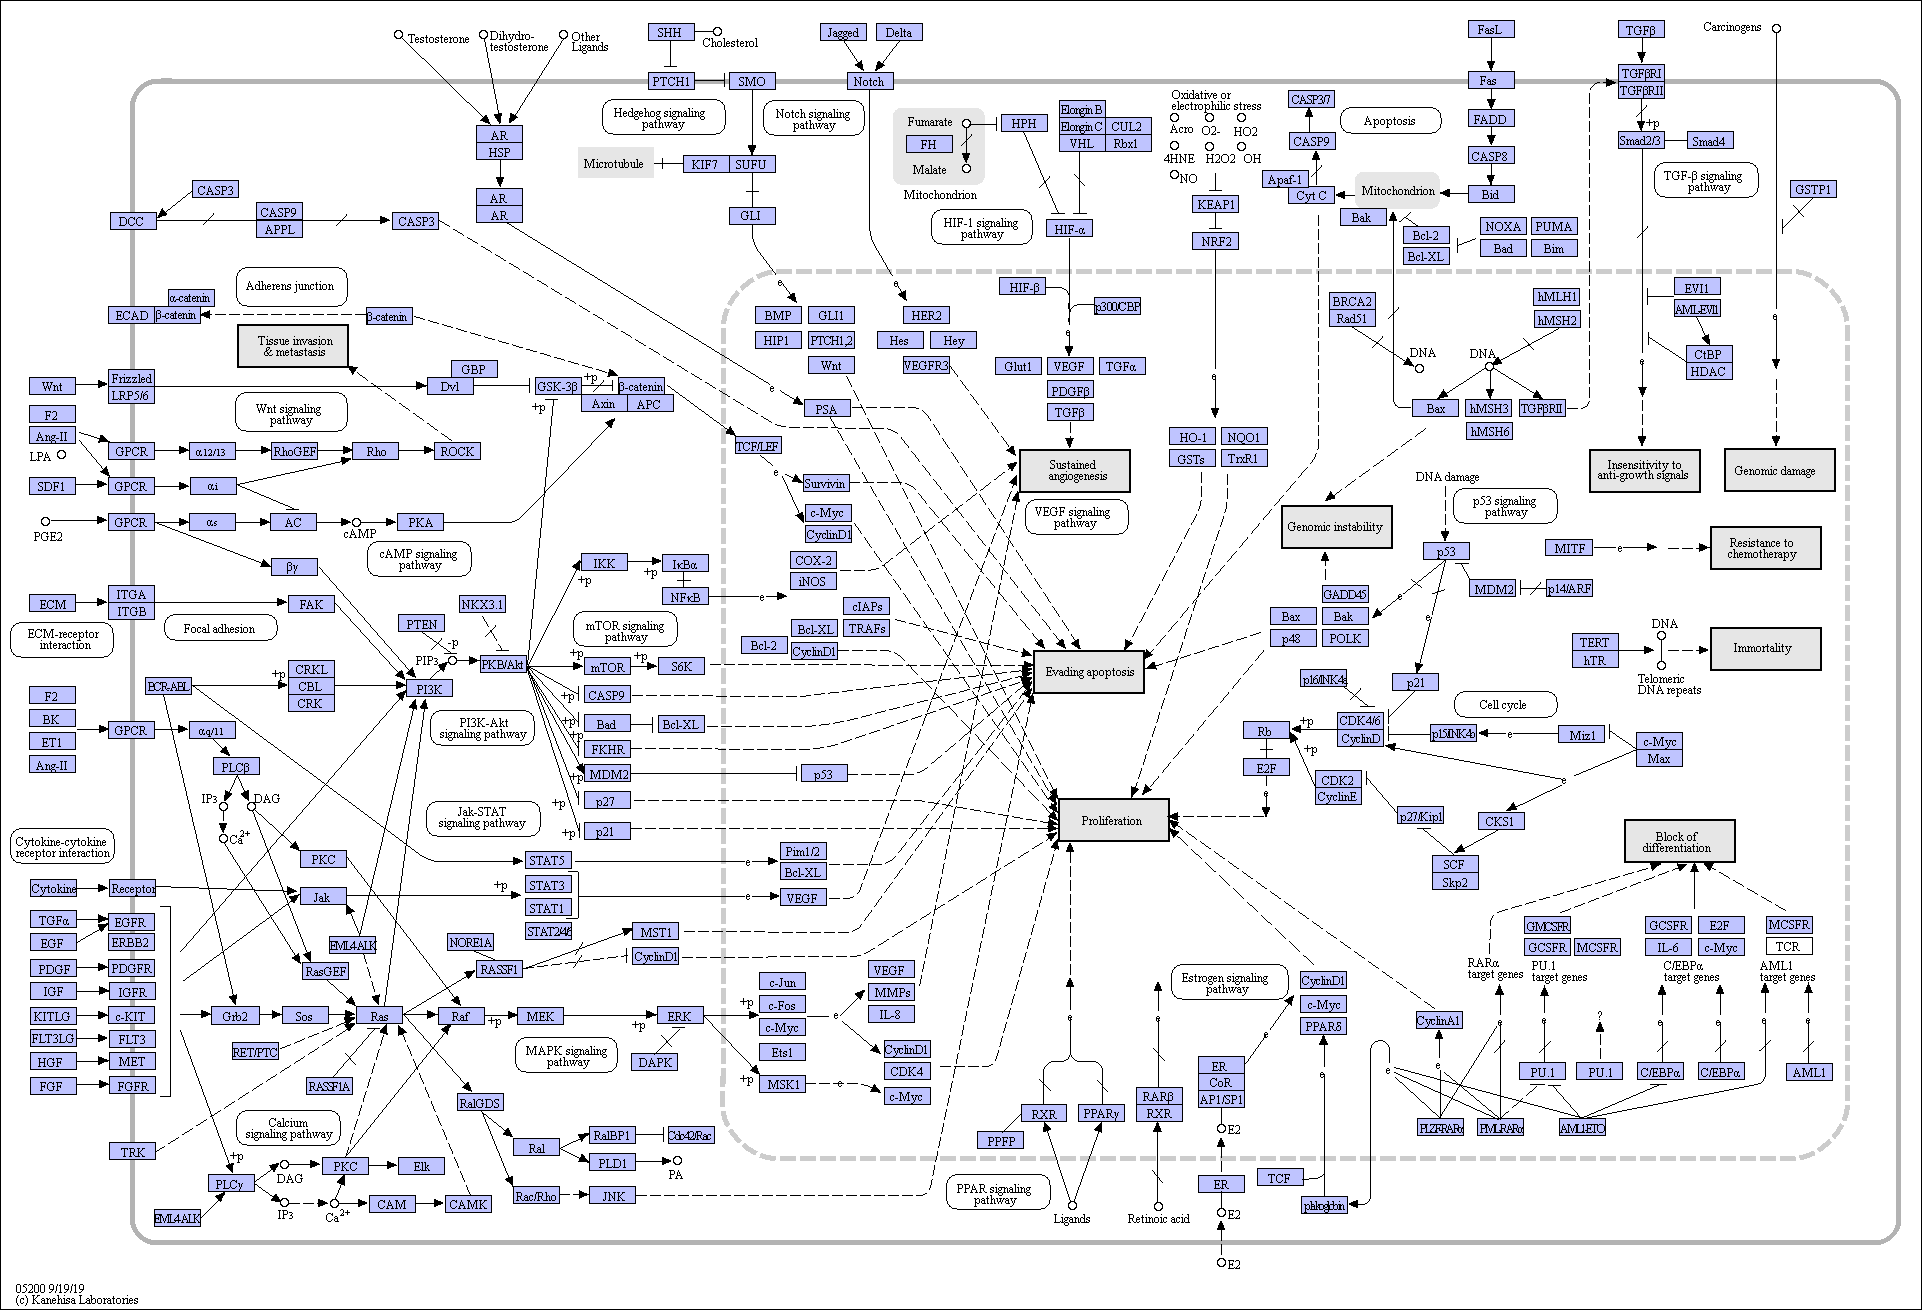 Testosterone
Dihydro-
testosterone
Other
Ligands
SHH
Cholesterol
Jagged
Delta
FasL
TGFβ
Carcinogens
PTCH1
SMO
Notch
Fas
TGFβRI
TGFβRII
Hedgehog signaling
pathway
Notch signaling
pathway
Fumarate
FH
Malate
Mitochondrion
HPH
Elongin B
Elongin C
CUL2
VHL
Rbx1
Oxidative or
electrophilic stress
Acro
O2-
HO2
4HNE
H2O2
OH
NO
CASP3/7
CASP9
Apoptosis
FADD
CASP8
+p
Smad2/3
Smad4
AR
HSP
AR
AR
Microtubule
KIF7
SUFU
GLI
HIF-1 signaling
pathway
HIF-α
KEAP1
NRF2
Apaf-1
Cyt C
Mitochondrion
Bid
Bak
Bcl-2
Bcl-XL
NOXA
PUMA
Bad
Bim
TGF-β signaling
pathway
GSTP1
CASP3
DCC
CASP9
APPL
CASP3
Adherens junction
α-catenin
ECAD
β-catenin
β-catenin
Tissue invasion
& metastasis
e
e
BMP
GLI1
HIP1
PTCH1,2
Wnt
HER2
Hes
Hey
VEGFR3
HIF-β
p300/CBP
e
Glut1
VEGF
TGFα
PDGFβ
TGFβ
e
BRCA2
Rad51
DNA
hMLH1
hMSH2
DNA
Bax
hMSH3
TGFβRII
hMSH6
EVI1
AML-EVI1
CtBP
HDAC
e
e
Wnt
Frizzled
LRP5/6
GBP
Dvl
GSK-3β
+p
+p
β-catenin
Axin
APC
Wnt signaling
pathway
F2
Ang-II
LPA
SDF1
PGE2
GPCR
α12/13
RhoGEF
Rho
ROCK
GPCR
αi
GPCR
αs
AC
cAMP
PKA
cAMP signaling
pathway
βγ
e
PSA
TCF/LEF
e
Survivin
c-Myc
CyclinD1
COX-2
iNOS
Sustained
angiogenesis
VEGF signaling
pathway
HO-1
NQO1
GSTs
TrxR1
Genomic instability
DNA damage
p53 signaling
pathway
p53
Insensitivity to
anti-growth signals
Genomic damage
MITF
e
Resistance to
chemotherapy
MDM2
p14/ARF
e
e
GADD45
Bax
Bak
p48
POLK
TERT
hTR
DNA
Telomeric
DNA repeats
Immortality
ECM
ITGA
ITGB
FAK
Focal adhesion
ECM-receptor
interaction
PTEN
PIP3
-p
NKX3.1
PKB/Akt
IKK
+p
+p
IκBα
NFκB
e
mTOR signaling
pathway
+p
mTOR
+p
S6K
+p
CASP9
+p
Bad
Bcl-XL
+p
FKHR
+p
MDM2
p53
+p
p27
+p
p21
cIAPs
Bcl-XL
TRAFs
Bcl-2
CyclinD1
Evading apoptosis
Proliferation
BCR-ABL
+p
CRKL
CBL
CRK
PI3K
PI3K-Akt
signaling pathway
F2
BK
ET1
Ang-II
GPCR
αq/11
PLCβ
IP3
DAG
Ca2+
PKC
Jak-STAT
signaling pathway
p16/INK4a
p21
Cell cycle
Rb
+p
+p
CDK4/6
CyclinD
p15/INK4b
e
Miz1
c-Myc
Max
E2F
e
CDK2
CyclinE
e
p27/Kip1
CKS1
SCF
Skp2
Block of
differentiation
Cytokine-cytokine
receptor interaction
Cytokine
Receptor
Jak
+p
STAT5
STAT3
STAT1
STAT2/4/6
e
Pim1/2
Bcl-XL
e
VEGF
TGFα
EGF
EGFR
ERBB2
PDGF
PDGFR
IGF
IGFR
KITLG
c-KIT
FLT3LG
FLT3
HGF
MET
FGF
FGFR
EML4-ALK
RasGEF
NORE1A
RASSF1
MST1
CyclinD1
Grb2
Sos
Ras
Raf
+p
MEK
+p
ERK
DAPK
MAPK signaling
pathway
+p
+p
c-Jun
c-Fos
c-Myc
Ets1
MSK1
e
e
VEGF
MMPs
IL-8
CyclinD1
CDK4
c-Myc
RET/PTC
RASSF1A
RalGDS
Ral
RalBP1
Cdc42/Rac
PLD1
PA
Rac/Rho
JNK
Calcium
signaling pathway
TRK
+p
PLCγ
EML4-ALK
DAG
IP3
Ca2+
PKC
Elk
CAM
CAMK
e
RXR
PPARγ
PPFP
PPAR signaling
pathway
Ligands
e
RARβ
RXR
Retinoic acid
Estrogen signaling
pathway
ER
CoR
AP1/SP1
E2
ER
E2
E2
e
CyclinD1
c-Myc
PPARδ
e
TCF
e
CyclinA1
e
RARα
target genes
GMCSFR
GCSFR
MCSFR
PU.1
target genes
GCSFR
E2F
IL-6
c-Myc
C/EBPα
target genes
MCSFR
TCR
AML1
target genes
e
e
e
?
e
e
e
e
PU.1
PU.1
C/EBPα
C/EBPα
AML1
PLZF-RARα
PML-RARα
AML1-ETO
05200 9/19/19
(c) Kanehisa Laboratories